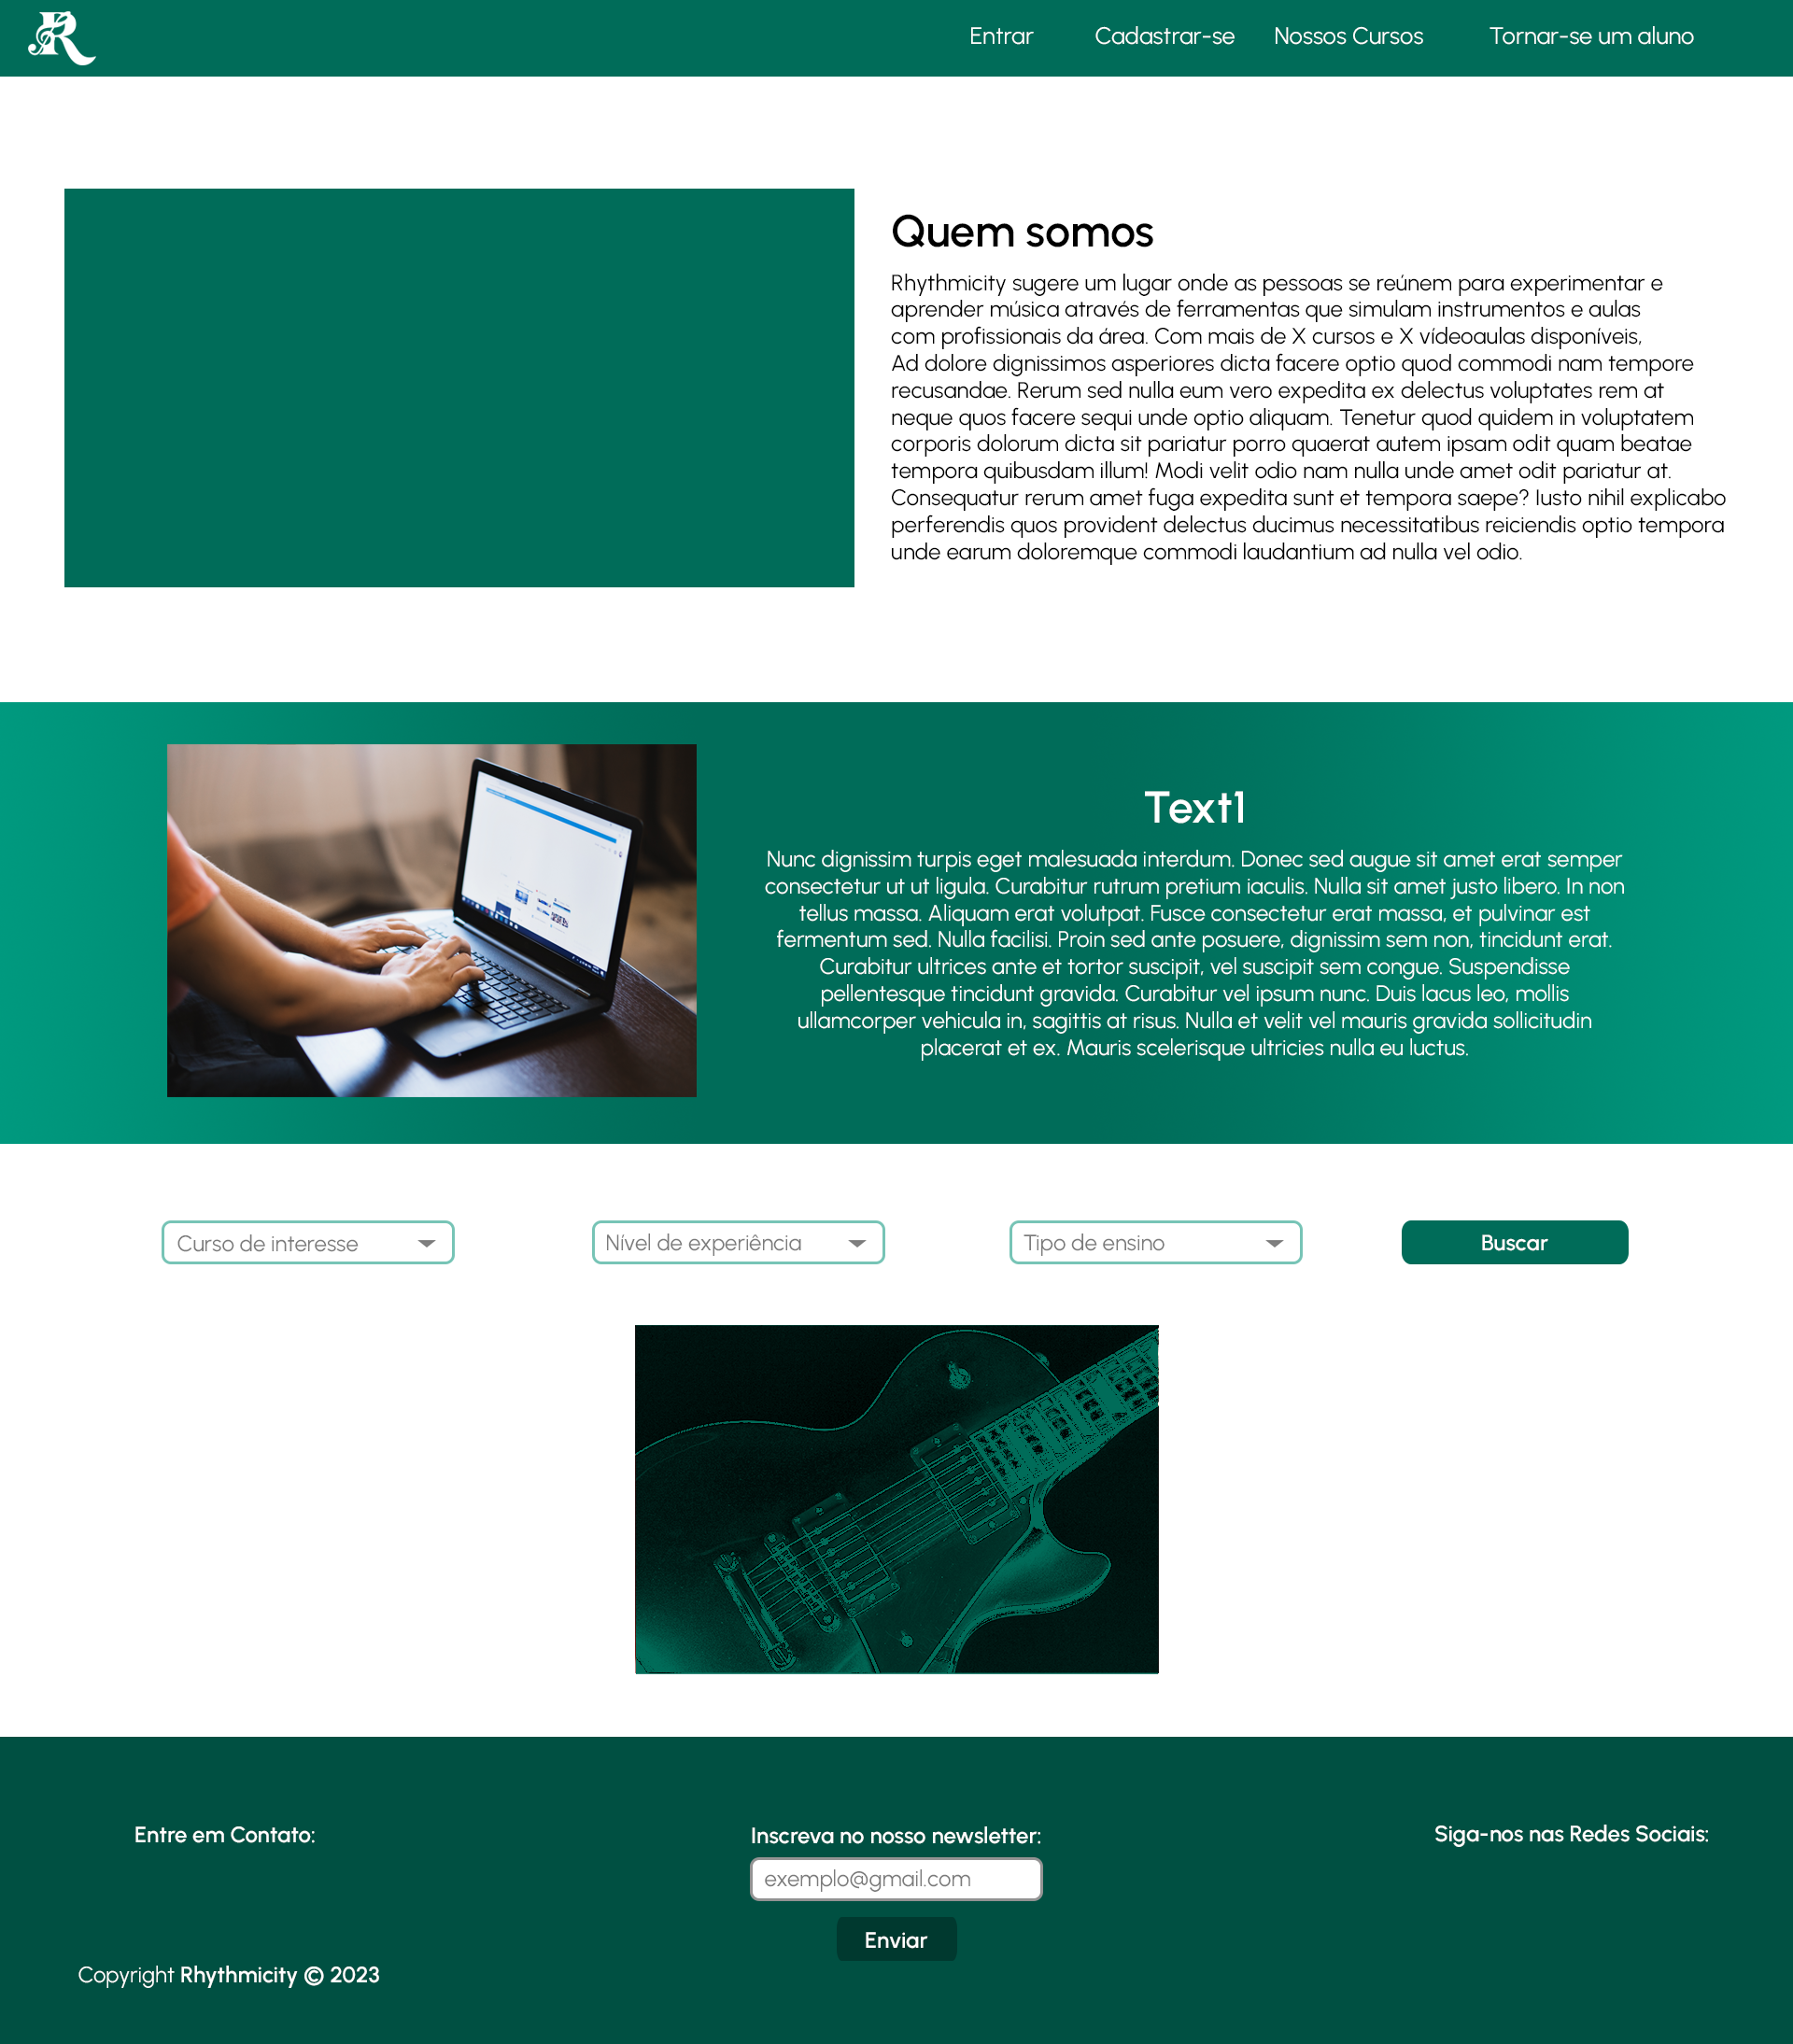 R
Entrar Cadastrar-se Nossos Cursos Tornar-se um aluno
Quem somos
Rhythmicity sugere um lugar onde as pessoas se reúnem para experimentar e
aprender música através de ferramentas que simulam instrumentos e aulas
com profissionais da área. Com mais de X cursos e X vídeoaulas disponíveis,
Ad dolore dignissimos asperiores dicta facere optio quod commodi nam tempore
recusandae. Rerum sed nulla eum vero expedita ex delectus voluptates rem at
neque quos facere sequi unde optio aliquam. Tenetur quod quidem in voluptatem
corporis dolorum dicta sit pariatur porro quaerat autem ipsam odit quam beatae
tempora quibusdam illum! Modi velit odio nam nulla unde amet odit pariatur at.
Consequatur rerum amet fuga expedita sunt et tempora saepe? Iusto nihil explicabo
perferendis quos provident delectus ducimus necessitatibus reiciendis optio tempora
unde earum doloremque commodi laudantium ad nulla vel odio.
Text1
Nunc dignissim turpis eget malesuada interdum. Donec sed augue sit amet erat semper
consectetur ut ut ligula. Curabitur rutrum pretium iaculis. Nulla sit amet justo libero. In non
tellus massa. Aliquam erat volutpat. Fusce consectetur erat massa, et pulvinar est
fermentum sed. Nulla facilisi. Proin sed ante posuere, dignissim sem non, tincidunt erat.
Curabitur ultrices ante et tortor suscipit, vel suscipit sem congue. Suspendisse
pellentesque tincidunt gravida. Curabitur vel ipsum nunc. Duis lacus leo, mollis
ullamcorper vehicula in, sagittis at risus. Nulla et velit vel mauris gravida sollicitudin
placerat et ex. Mauris scelerisque ultricies nulla eu luctus.
Curso de interesse Nível de experiência Tipo de ensino Buscar
Entre em Contato:
Inscreva no nosso newsletter:
exemplo@gmail.com
Enviar
Siga-nos nas Redes Sociais:
Copyright Rhythmicity © 2023